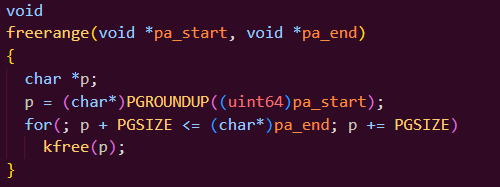 void
freerange(void *pa_start, void *pa_end)
{
  char *p;
  p = (char*)PGROUNDUP((uint64)pa_start);
  for(; p + PGSIZE <= (char*)pa_end; p += PGSIZE)
    kfree(p);
}